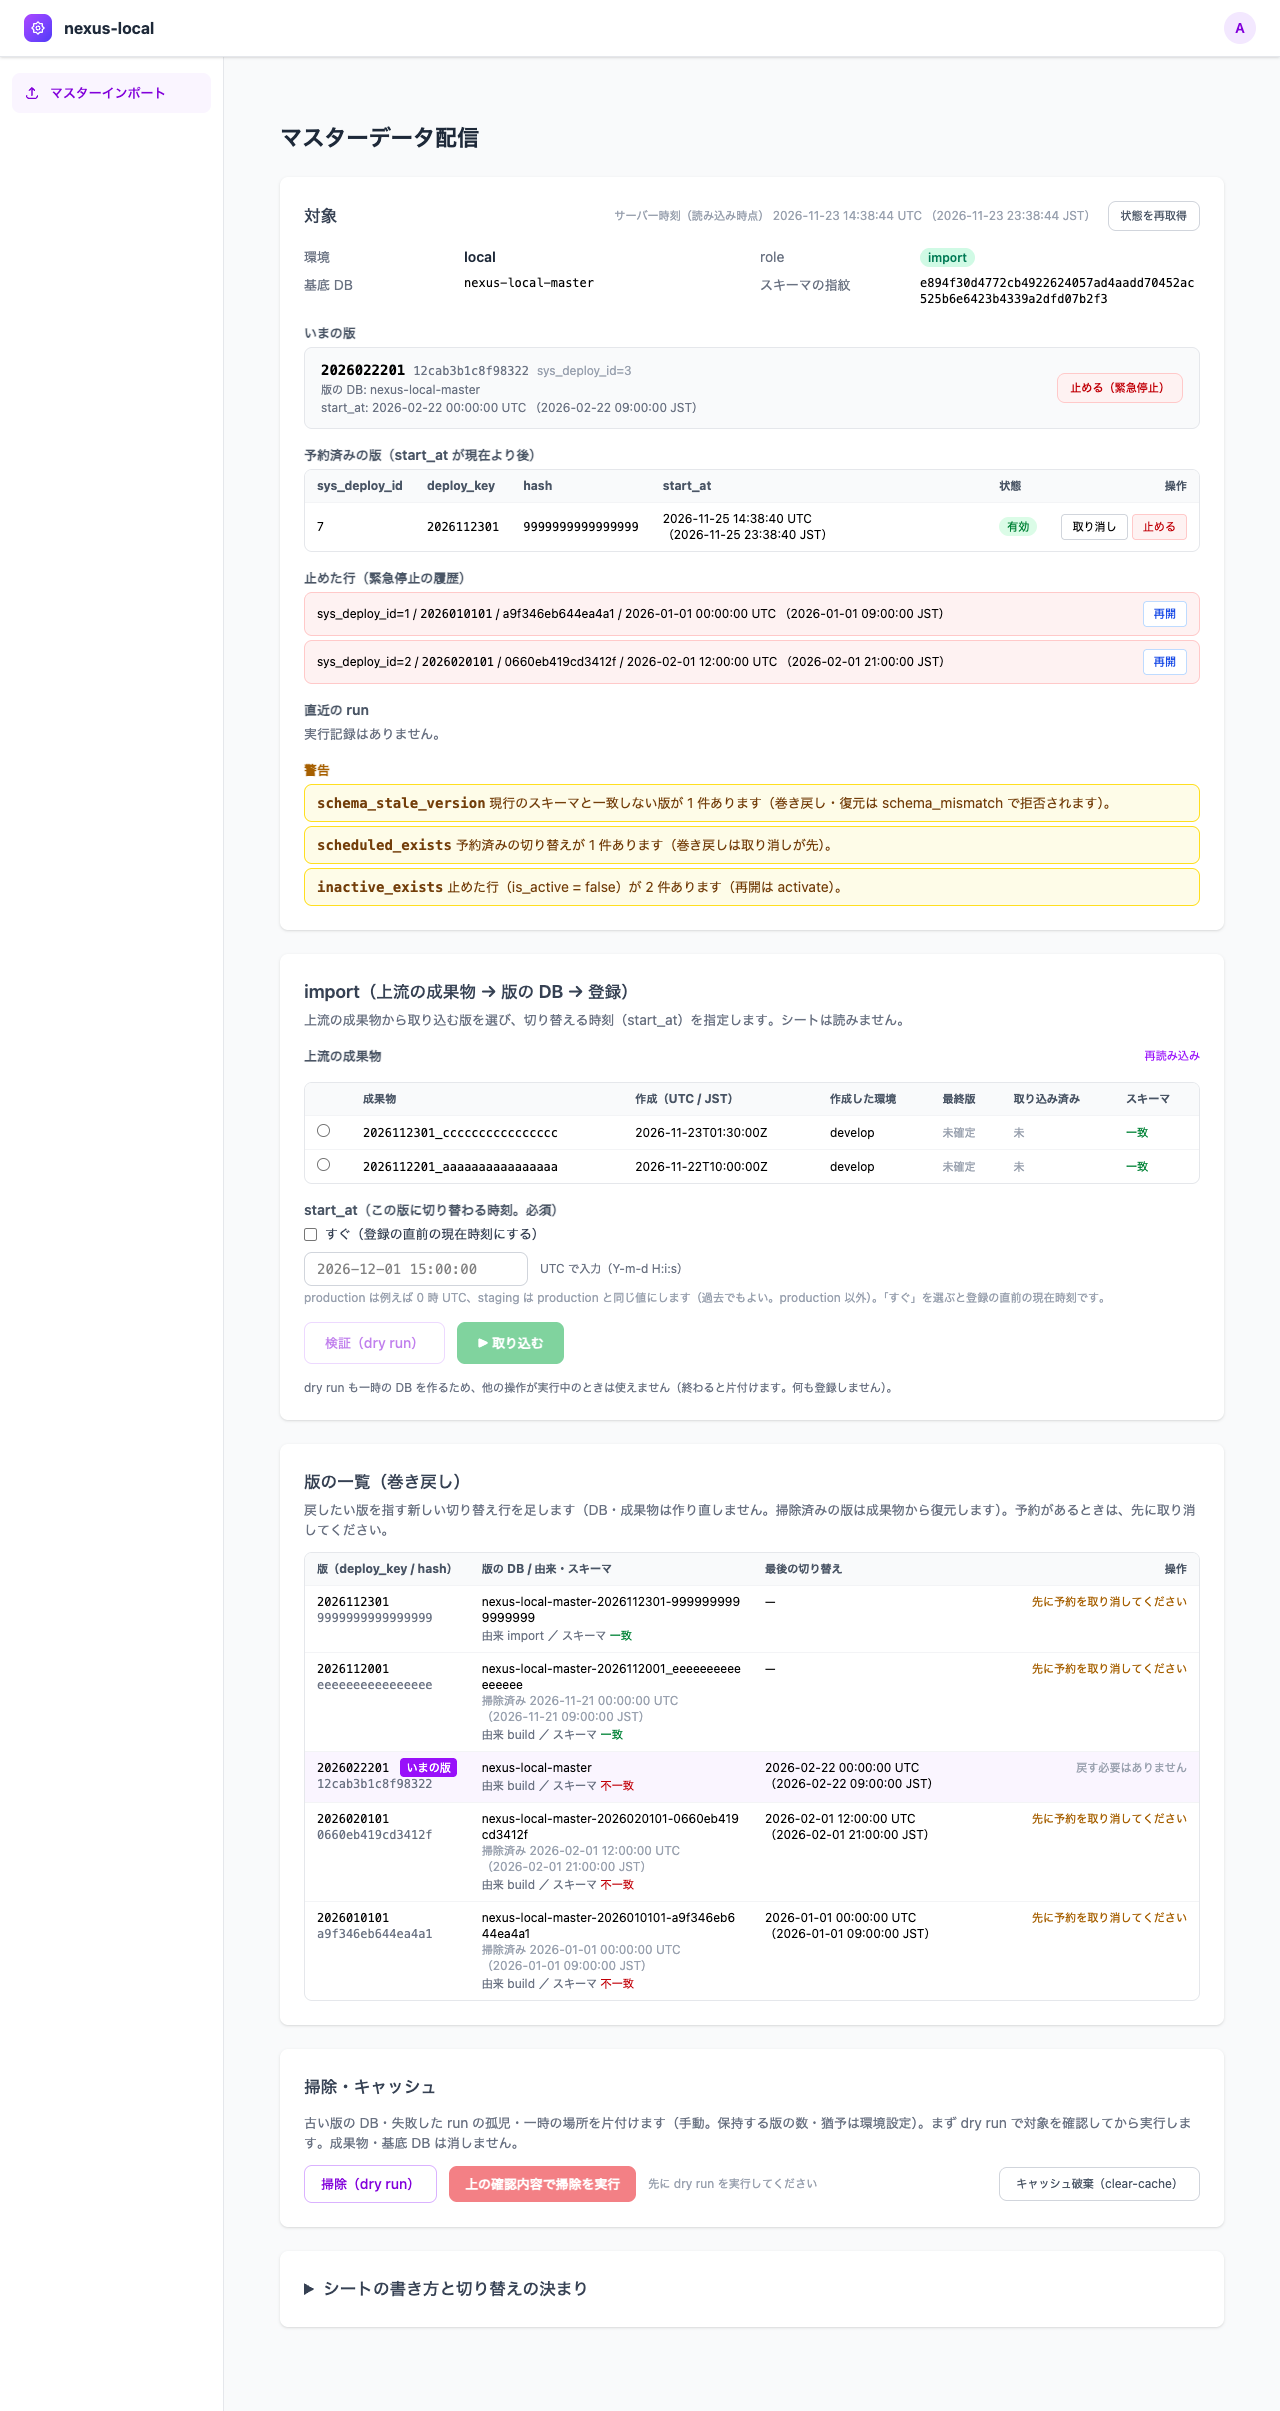 nexus-local
A
マスターインポート
マスターデータ配信
対象
サーバー時刻（読み込み時点） 2026-11-23 14:38:44 UTC （2026-11-23 23:38:44 JST）
状態を再取得
環境
local
role
import
基底 DB
nexus-local-master
スキーマの指紋
e894f30d4772cb4922624057ad4aadd70452ac
525b6e6423b4339a2dfd07b2f3
いまの版
2026022201 12cab3b1c8f98322 sys_deploy_id=3
版の DB: nexus-local-master
start_at: 2026-02-22 00:00:00 UTC （2026-02-22 09:00:00 JST）
止める（緊急停止）
予約済みの版（start_at が現在より後）
sys_deploy_id deploy_key hash start_at 状態 操作
7 2026112301 9999999999999999 2026-11-25 14:38:40 UTC
（2026-11-25 23:38:40 JST） 有効 取り消し 止める
止めた行（緊急停止の履歴）
sys_deploy_id=1 / 2026010101 / a9f346eb644ea4a1 / 2026-01-01 00:00:00 UTC （2026-01-01 09:00:00 JST） 再開
sys_deploy_id=2 / 2026020101 / 0660eb419cd3412f / 2026-02-01 12:00:00 UTC （2026-02-01 21:00:00 JST） 再開
直近の run
実行記録はありません。
警告
schema_stale_version 現行のスキーマと一致しない版が 1 件あります（巻き戻し・復元は schema_mismatch で拒否されます）。
scheduled_exists 予約済みの切り替えが 1 件あります（巻き戻しは取り消しが先）。
inactive_exists 止めた行（is_active = false）が 2 件あります（再開は activate）。
import（上流の成果物 → 版の DB → 登録）
上流の成果物から取り込む版を選び、切り替える時刻（start_at）を指定します。シートは読みません。
上流の成果物
再読み込み
成果物 作成（UTC / JST） 作成した環境 最終版 取り込み済み スキーマ
2026112301_cccccccccccccccc 2026-11-23T01:30:00Z develop 未確定 未 一致
2026112201_aaaaaaaaaaaaaaaa 2026-11-22T10:00:00Z develop 未確定 未 一致
start_at（この版に切り替わる時刻。必須）
すぐ（登録の直前の現在時刻にする）
2026-12-01 15:00:00
UTC で入力（Y-m-d H:i:s）
production は例えば 0 時 UTC、staging は production と同じ値にします（過去でもよい。production 以外）。「すぐ」を選ぶと登録の直前の現在時刻です。
検証（dry run）
▶ 取り込む
dry run も一時の DB を作るため、他の操作が実行中のときは使えません（終わると片付けます。何も登録しません）。
版の一覧（巻き戻し）
戻したい版を指す新しい切り替え行を足します（DB・成果物は作り直しません。掃除済みの版は成果物から復元します）。予約があるときは、先に取り消
してください。
版（deploy_key / hash） 版の DB / 由来・スキーマ 最後の切り替え 操作
2026112301 nexus-local-master-2026112301-999999999 — 先に予約を取り消してください
9999999999999999 9999999
由来 import ／ スキーマ 一致
2026112001 nexus-local-master-2026112001_eeeeeeeeee — 先に予約を取り消してください
eeeeeeeeeeeeeeee eeeeee
掃除済み 2026-11-21 00:00:00 UTC
（2026-11-21 09:00:00 JST）
由来 build ／ スキーマ 一致
2026022201 いまの版 nexus-local-master 2026-02-22 00:00:00 UTC 戻す必要はありません
12cab3b1c8f98322 由来 build ／ スキーマ 不一致 （2026-02-22 09:00:00 JST）
2026020101 nexus-local-master-2026020101-0660eb419 2026-02-01 12:00:00 UTC 先に予約を取り消してください
0660eb419cd3412f cd3412f （2026-02-01 21:00:00 JST）
掃除済み 2026-02-01 12:00:00 UTC
（2026-02-01 21:00:00 JST）
由来 build ／ スキーマ 不一致
2026010101 nexus-local-master-2026010101-a9f346eb6 2026-01-01 00:00:00 UTC 先に予約を取り消してください
a9f346eb644ea4a1 44ea4a1 （2026-01-01 09:00:00 JST）
掃除済み 2026-01-01 00:00:00 UTC
（2026-01-01 09:00:00 JST）
由来 build ／ スキーマ 不一致
掃除・キャッシュ
古い版の DB・失敗した run の孤児・一時の場所を片付けます（手動。保持する版の数・猶予は環境設定）。まず dry run で対象を確認してから実行しま
す。成果物・基底 DB は消しません。
掃除（dry run）
上の確認内容で掃除を実行
先に dry run を実行してください
キャッシュ破棄（clear-cache）
▶ シートの書き方と切り替えの決まり